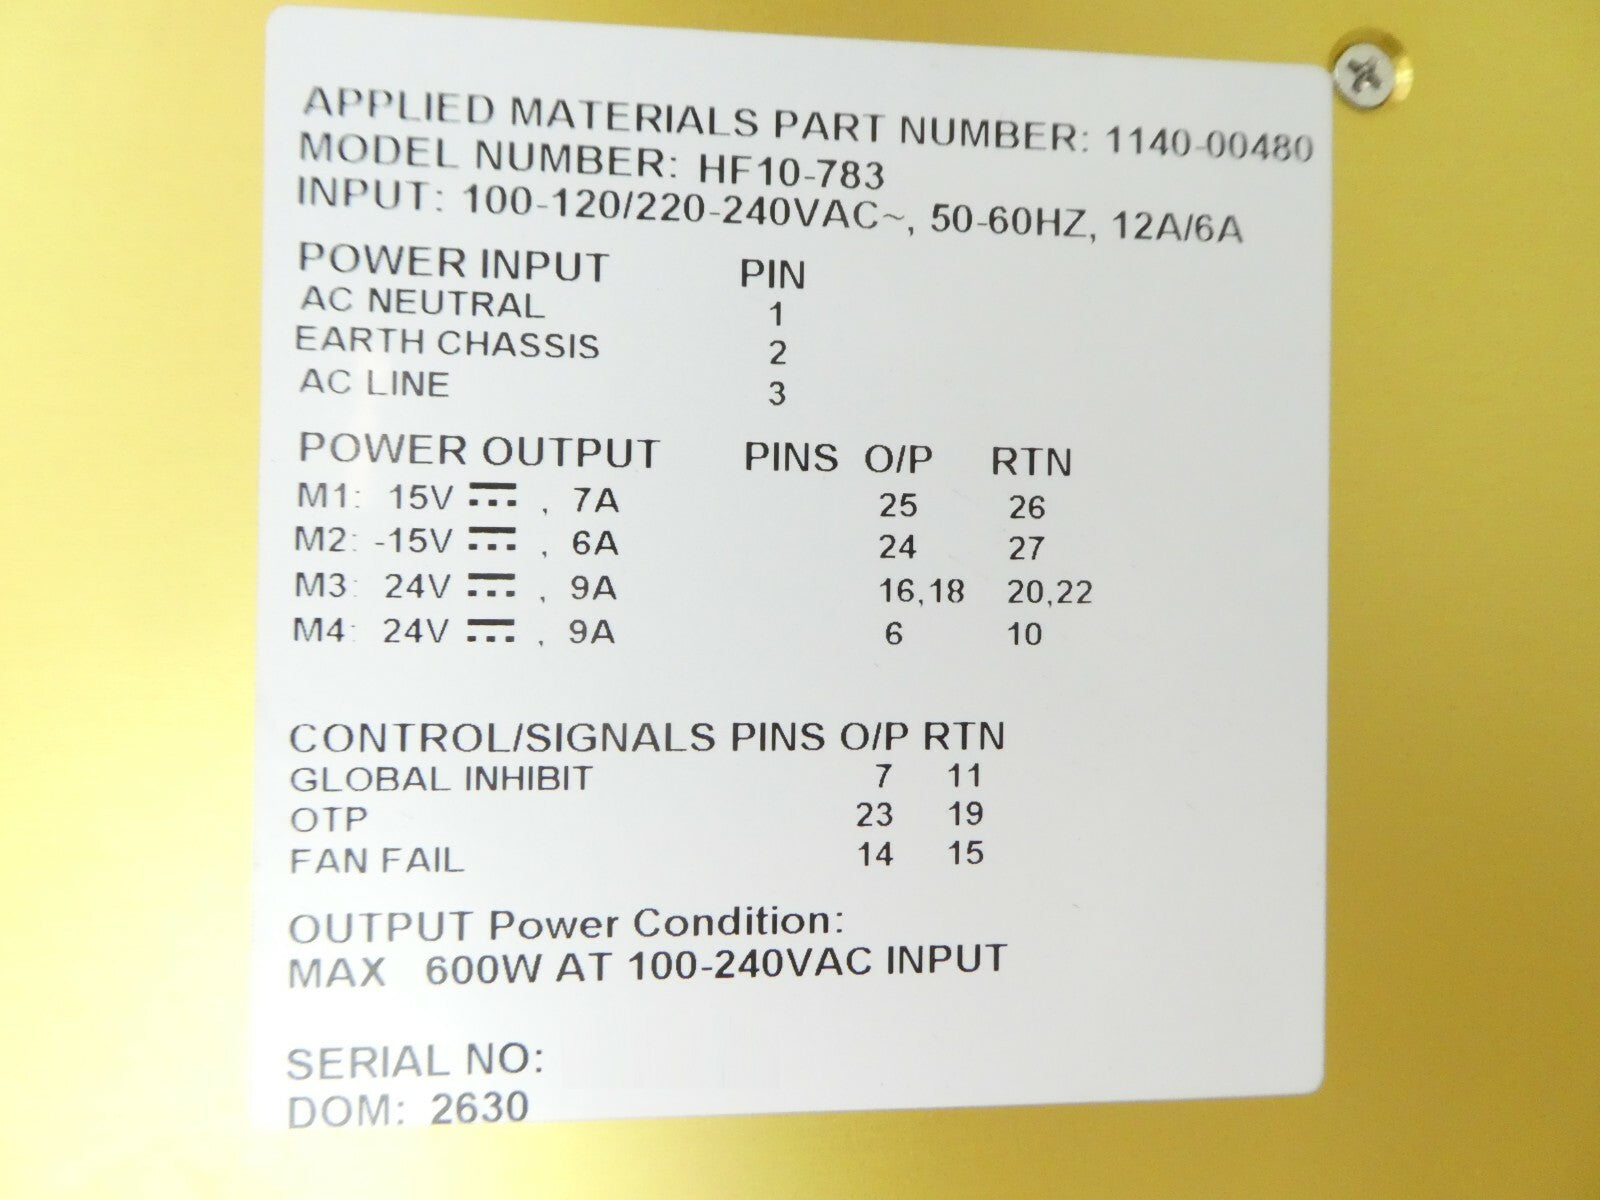 APPLIED MATERIALS PART NUMBER: 1140-00480
MODEL NUMBER: HF10-783
INPUT: 100-120/220-240VAC~, 50-60HZ, 12A/6A
POWER INPUT PIN
AC NEUTRAL 1
EARTH CHASSIS 2
AC LINE 3
POWER OUTPUT PINS O/P RTN
M1: 15V ⎓, 7A 25 26
M2: -15V ⎓, 6A 24 27
M3: 24V ⎓, 9A 16,18 20,22
M4: 24V ⎓, 9A 6 10
CONTROL/SIGNALS PINS O/P RTN
GLOBAL INHIBIT 7 11
OTP 23 19
FAN FAIL 14 15
OUTPUT Power Condition:
MAX 600W AT 100-240VAC INPUT
SERIAL NO:
DOM: 2630